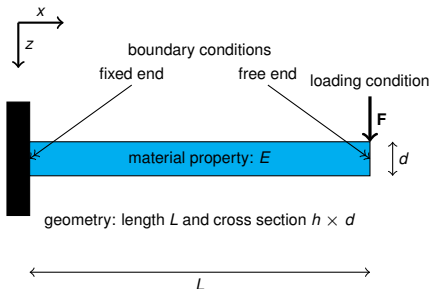 x
z
boundary conditions
fixed end
free end
loading condition
F
material property: E
d
geometry: length L and cross section h × d
L